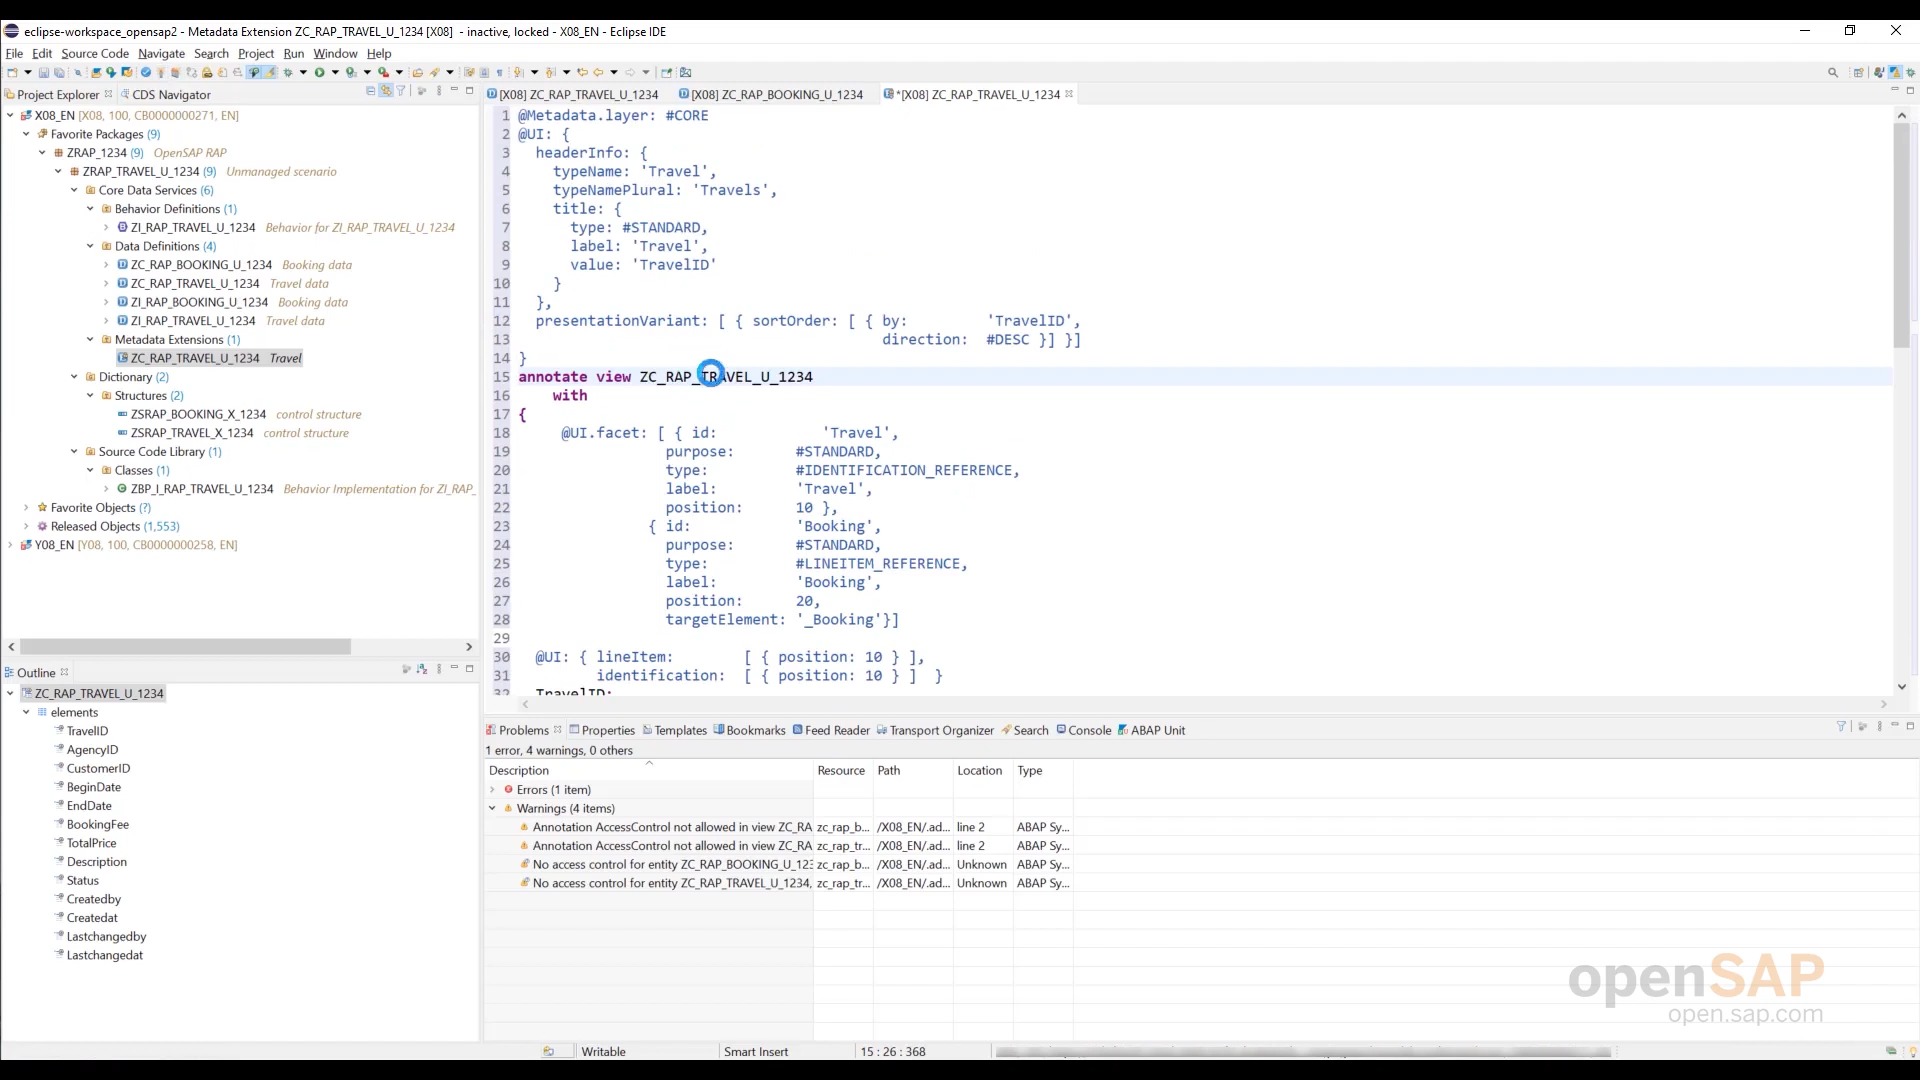 eclipse-workspace_opensap2 - Metadata Extension ZC_RAP_TRAVEL_U_1234 [X08]  - inactive, locked - X08_EN - Eclipse IDE
File Edit Source Code Navigate Search Project Run Window Help
Project Explorer
CDS Navigator
X08_EN [X08, 100, CB0000000271, EN]
Favorite Packages (9)
ZRAP_1234 (9) OpenSAP RAP
ZRAP_TRAVEL_U_1234 (9) Unmanaged scenario
Core Data Services (6)
Behavior Definitions (1)
ZI_RAP_TRAVEL_U_1234 Behavior for ZI_RAP_TRAVEL_U_1234
Data Definitions (4)
ZC_RAP_BOOKING_U_1234 Booking data
ZC_RAP_TRAVEL_U_1234 Travel data
ZI_RAP_BOOKING_U_1234 Booking data
ZI_RAP_TRAVEL_U_1234 Travel data
Metadata Extensions (1)
ZC_RAP_TRAVEL_U_1234 Travel
Dictionary (2)
Structures (2)
ZSRAP_BOOKING_X_1234 control structure
ZSRAP_TRAVEL_X_1234 control structure
Source Code Library (1)
Classes (1)
ZBP_I_RAP_TRAVEL_U_1234 Behavior Implementation for ZI_RAP_
Favorite Objects (?)
Released Objects (1,553)
Y08_EN [Y08, 100, CB0000000258, EN]
Outline
ZC_RAP_TRAVEL_U_1234
elements
TravelID
AgencyID
CustomerID
BeginDate
EndDate
BookingFee
TotalPrice
Description
Status
Createdby
Createdat
Lastchangedby
Lastchangedat
[X08] ZC_RAP_TRAVEL_U_1234
[X08] ZC_RAP_BOOKING_U_1234
*[X08] ZC_RAP_TRAVEL_U_1234
1 @Metadata.layer: #CORE
2 @UI: {
3 headerInfo: {
4 typeName: 'Travel',
5 typeNamePlural: 'Travels',
6 title: {
7 type: #STANDARD,
8 label: 'Travel',
9 value: 'TravelID'
10 }
11 },
12 presentationVariant: [ { sortOrder: [ { by: 'TravelID',
13 direction: #DESC }] }]
14 }
15 annotate view ZC_RAP_TRAVEL_U_1234
16 with
17 {
18 @UI.facet: [ { id: 'Travel',
19 purpose: #STANDARD,
20 type: #IDENTIFICATION_REFERENCE,
21 label: 'Travel',
22 position: 10 },
23 { id: 'Booking',
24 purpose: #STANDARD,
25 type: #LINEITEM_REFERENCE,
26 label: 'Booking',
27 position: 20,
28 targetElement: '_Booking'}]
29
30 @UI: { lineItem: [ { position: 10 } ],
31 identification: [ { position: 10 } ] }
32 TravelID;
Problems Properties Templates Bookmarks Feed Reader Transport Organizer Search Console ABAP Unit
1 error, 4 warnings, 0 others
Description Resource Path Location Type
Errors (1 item)
Warnings (4 items)
Annotation AccessControl not allowed in view ZC_RA zc_rap_b... /X08_EN/.ad... line 2 ABAP Sy...
Annotation AccessControl not allowed in view ZC_RA zc_rap_tr... /X08_EN/.ad... line 2 ABAP Sy...
No access control for entity ZC_RAP_BOOKING_U_123 zc_rap_b... /X08_EN/.ad... Unknown ABAP Sy...
No access control for entity ZC_RAP_TRAVEL_U_1234, zc_rap_tr... /X08_EN/.ad... Unknown ABAP Sy...
openSAP
open.sap.com
Writable Smart Insert 15 : 26 : 368